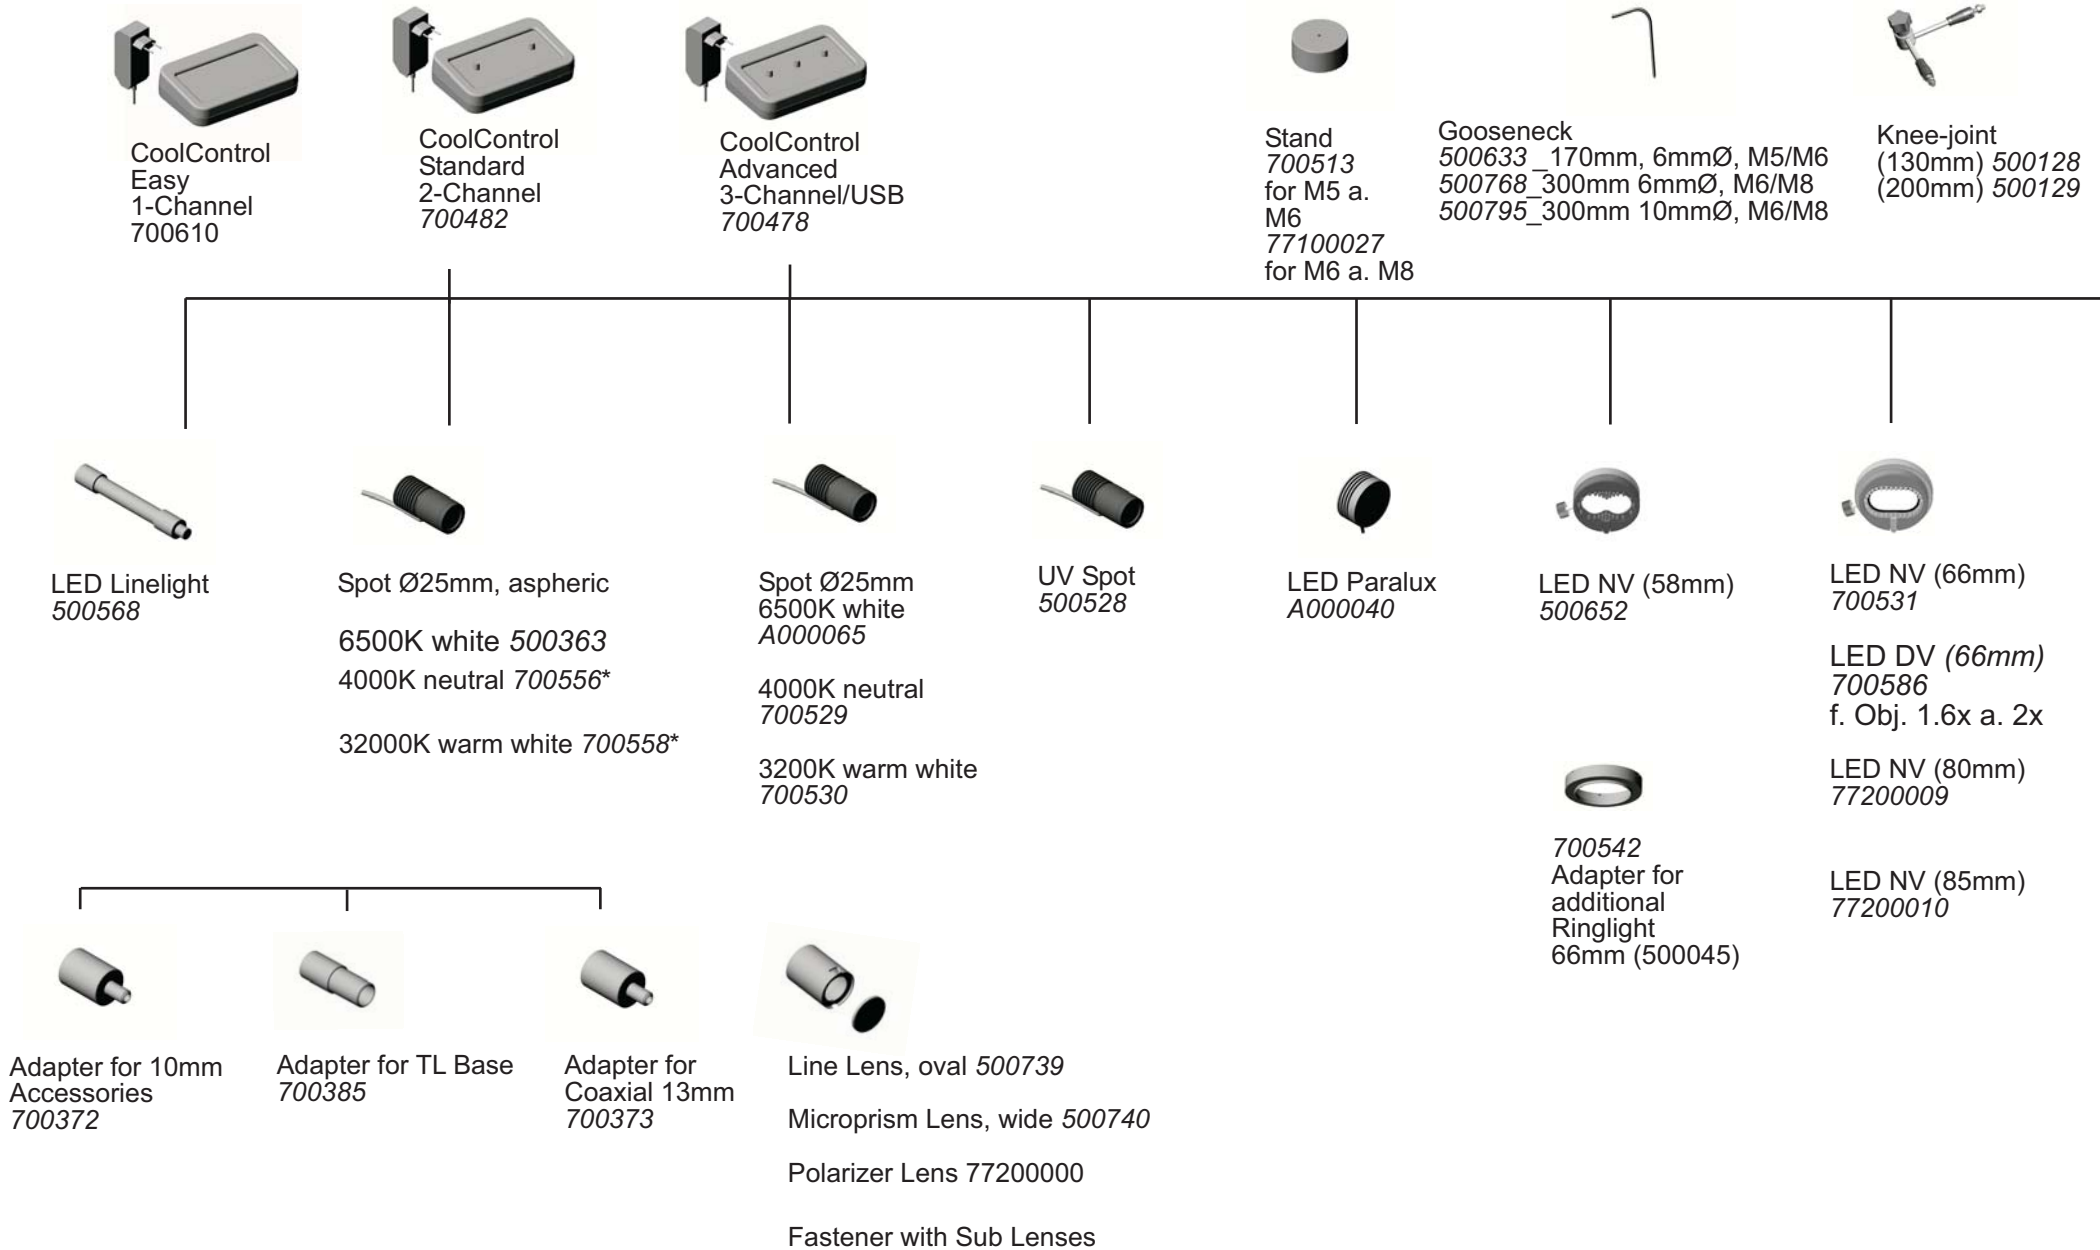 CoolControl
Easy
1-Channel
700610
CoolControl
Standard
2-Channel
700482
CoolControl
Advanced
3-Channel/USB
700478
Stand
700513
for M5 a.
M6
77100027
for M6 a. M8
Gooseneck
500633 _170mm, 6mmØ, M5/M6
500768_300mm 6mmØ, M6/M8
500795_300mm 10mmØ, M6/M8
Knee-joint
(130mm) 500128
(200mm) 500129
LED Linelight
500568
Spot Ø25mm, aspheric
6500K white 500363
4000K neutral 700556*
32000K warm white 700558*
Spot Ø25mm
6500K white
A000065
4000K neutral
700529
3200K warm white
700530
UV Spot
500528
LED Paralux
A000040
LED NV (58mm)
500652
700542
Adapter for
additional
Ringlight
66mm (500045)
LED NV (66mm)
700531
LED DV (66mm)
700586
f. Obj. 1.6x a. 2x
LED NV (80mm)
77200009
LED NV (85mm)
77200010
Adapter for 10mm
Accessories
700372
Adapter for TL Base
700385
Adapter for
Coaxial 13mm
700373
Line Lens, oval 500739
Microprism Lens, wide 500740
Polarizer Lens 77200000
Fastener with Sub Lenses